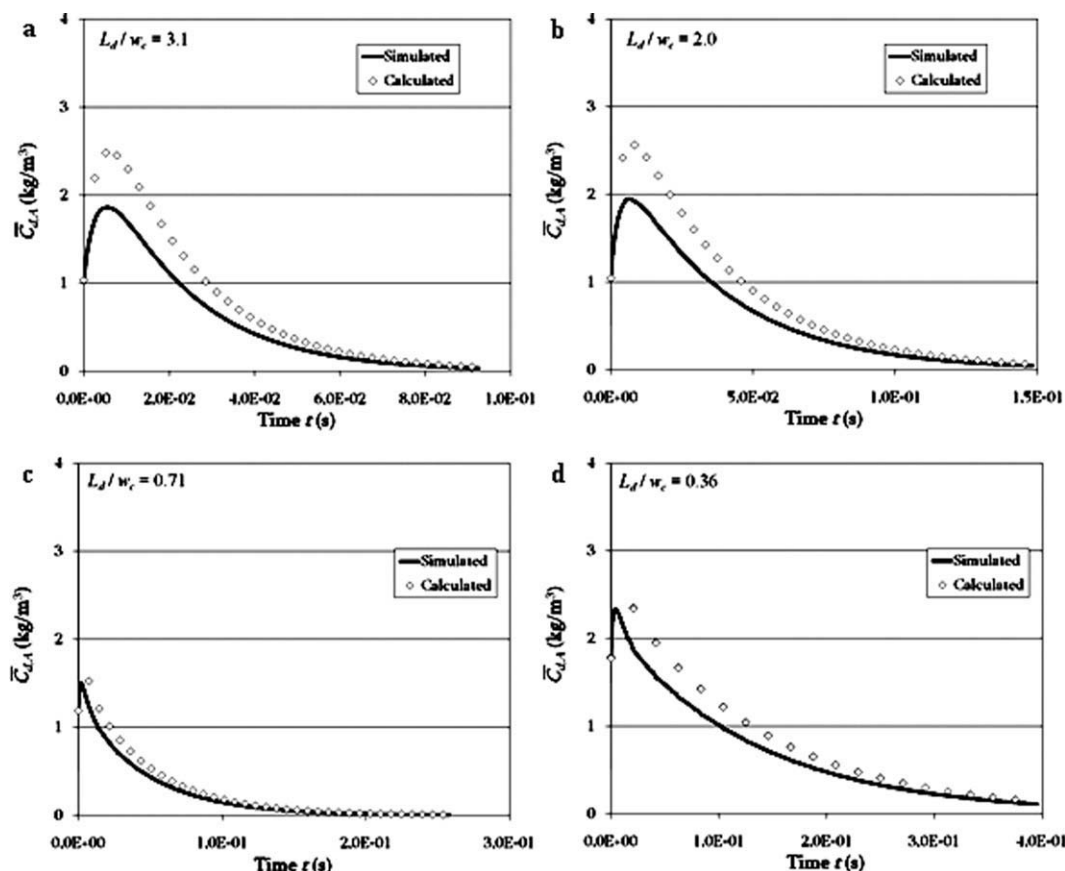 a
L_d / w_c = 3.1
Simulated
Calculated
C̅_dA (kg/m³)
4
3
2
1
0
0.0E+00 2.0E-02 4.0E-02 6.0E-02 8.0E-02 1.0E-01
Time t (s)
b
L_d / w_c = 2.0
Simulated
Calculated
C̅_dA (kg/m³)
4
3
2
1
0
0.0E+00 5.0E-02 1.0E-01 1.5E-01
Time t (s)
c
L_d / w_c = 0.71
Simulated
Calculated
C̅_dA (kg/m³)
4
3
2
1
0
0.0E+00 1.0E-01 2.0E-01 3.0E-01
Time t (s)
d
L_d / w_c = 0.36
Simulated
Calculated
C̅_dA (kg/m³)
4
3
2
1
0
0.0E+00 1.0E-01 2.0E-01 3.0E-01 4.0E-01
Time t (s)